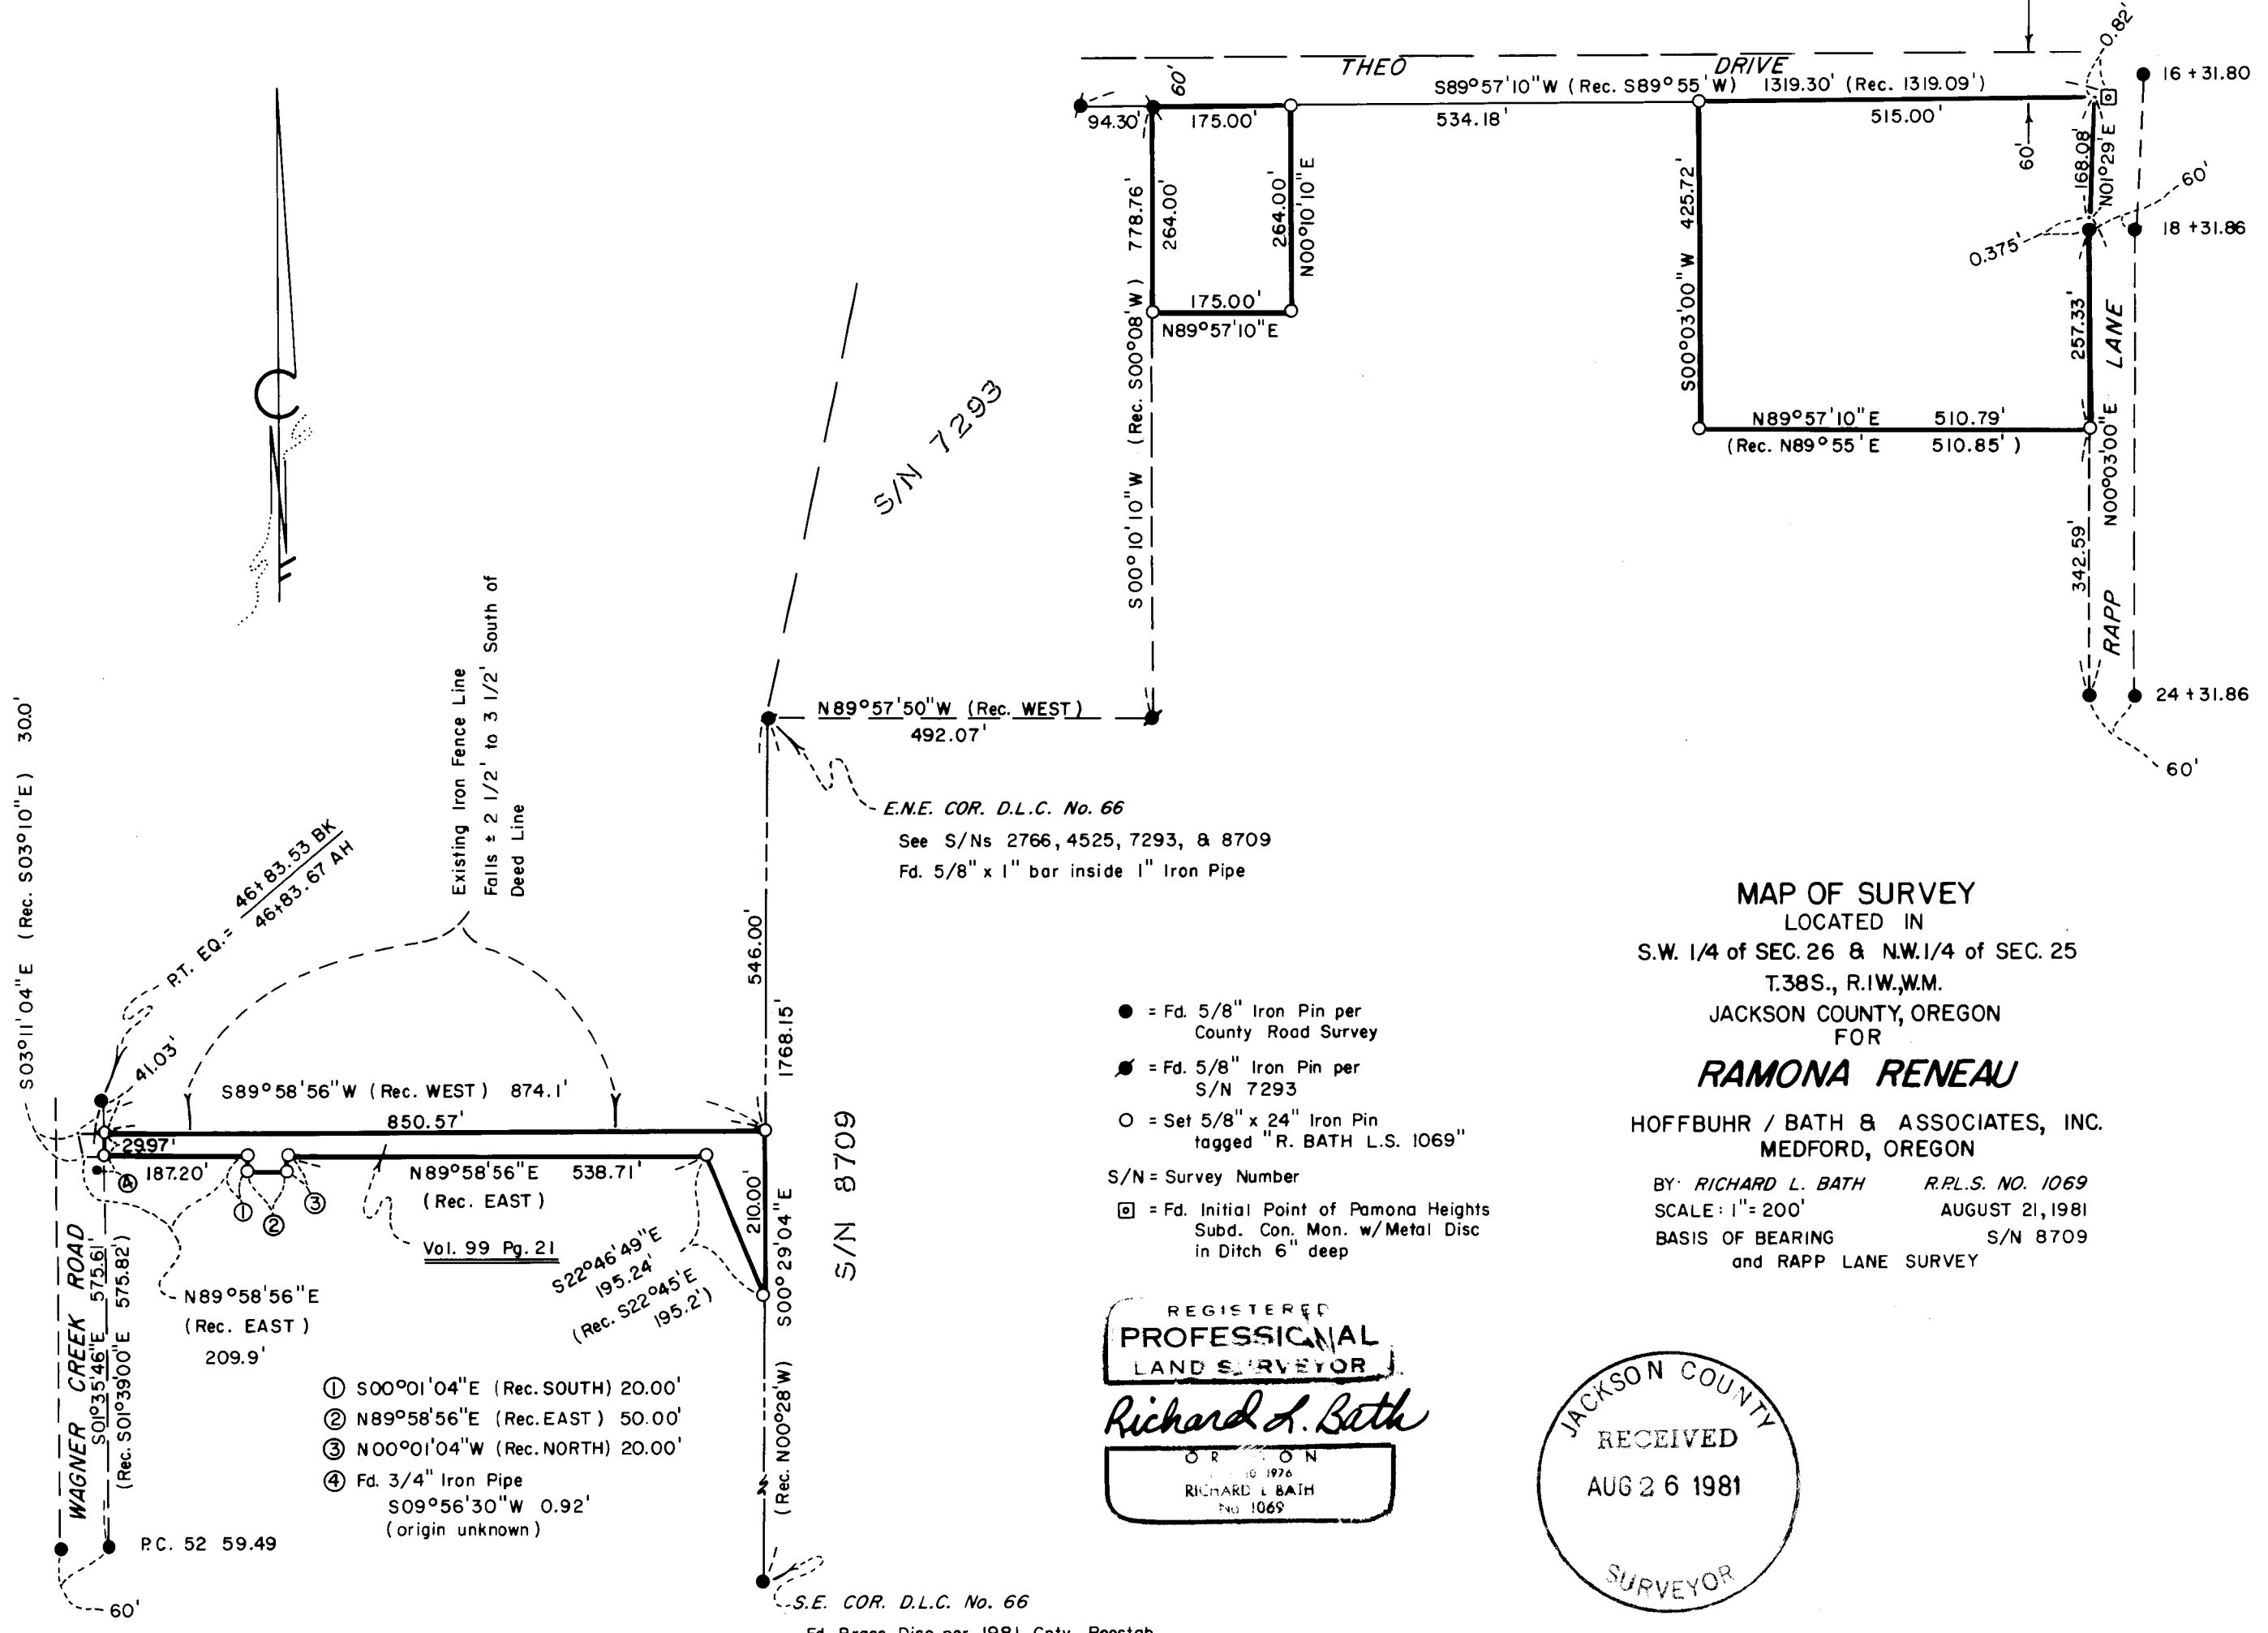 THEO DRIVE
S89°57'10"W (Rec. S89°55'W) 1319.30' (Rec. 1319.09')
60'
94.30'
175.00'
534.18'
515.00'
0.82'
16 +31.80
60'
168.08'
N01°29'E
60'
18 +31.86
0.375'
778.76'
264.00'
264.00'
N00°10'10"E
175.00'
N89°57'10"E
S00°10'10"W (Rec. S00°08'W)
S00°03'00"W 425.72'
257.33'
N89°57'10"E 510.79'
(Rec. N89°55'E 510.85')
N00°03'00"E
RAPP LANE
342.59'
24 +31.86
60'
S/N 7293
N89°57'50"W (Rec. WEST)
492.07'
E.N.E. COR. D.L.C. No. 66
See S/Ns 2766, 4525, 7293, & 8709
Fd. 5/8" x 1" bar inside 1" Iron Pipe
Existing Iron Fence Line
Falls ± 2 1/2' to 3 1/2' South of
Deed Line
S03°11'04"E (Rec. S03°10"E) 30.0'
P.T. EQ.= 46+83.53 BK
46+83.67 AH
41.03'
546.00'
1768.15'
S89°58'56"W (Rec. WEST) 874.1'
850.57'
29.97'
187.20'
N89°58'56"E 538.71'
(Rec. EAST)
4
1
2
3
Vol. 99 Pg. 21
S22°46'49"E
195.24'
(Rec. S22°45'E
195.2')
210.00'
S00°29'04"E
(Rec. N00°28'W)
S/N 8709
N89°58'56"E
(Rec. EAST)
209.9'
WAGNER CREEK ROAD
S01°35'46"E 575.61'
(Rec. S01°39'00"E 575.82')
① S00°01'04"E (Rec. SOUTH) 20.00'
② N89°58'56"E (Rec. EAST) 50.00'
③ N00°01'04"W (Rec. NORTH) 20.00'
④ Fd. 3/4" Iron Pipe
S09°56'30"W 0.92'
(origin unknown)
P.C. 52 59.49
60'
S.E. COR. D.L.C. No. 66
Fd. Brass Disc per 1981 Cnty. Reestab.
= Fd. 5/8" Iron Pin per
County Road Survey
= Fd. 5/8" Iron Pin per
S/N 7293
= Set 5/8" x 24" Iron Pin
tagged "R. BATH L.S. 1069"
S/N = Survey Number
= Fd. Initial Point of Pamona Heights
Subd. Con. Mon. w/Metal Disc
in Ditch 6" deep
MAP OF SURVEY
LOCATED IN
S.W. 1/4 of SEC. 26 & N.W. 1/4 of SEC. 25
T.38S., R.1W., W.M.
JACKSON COUNTY, OREGON
FOR
RAMONA RENEAU
HOFFBUHR / BATH & ASSOCIATES, INC.
MEDFORD, OREGON
BY: RICHARD L. BATH R.P.L.S. NO. 1069
SCALE: 1"= 200' AUGUST 21, 1981
BASIS OF BEARING S/N 8709
and RAPP LANE SURVEY
REGISTERED
PROFESSIONAL
LAND SURVEYOR
Richard L. Bath
1976
RICHARD L BATH
No. 1069
JACKSON COUNTY
RECEIVED
AUG 26 1981
SURVEYOR